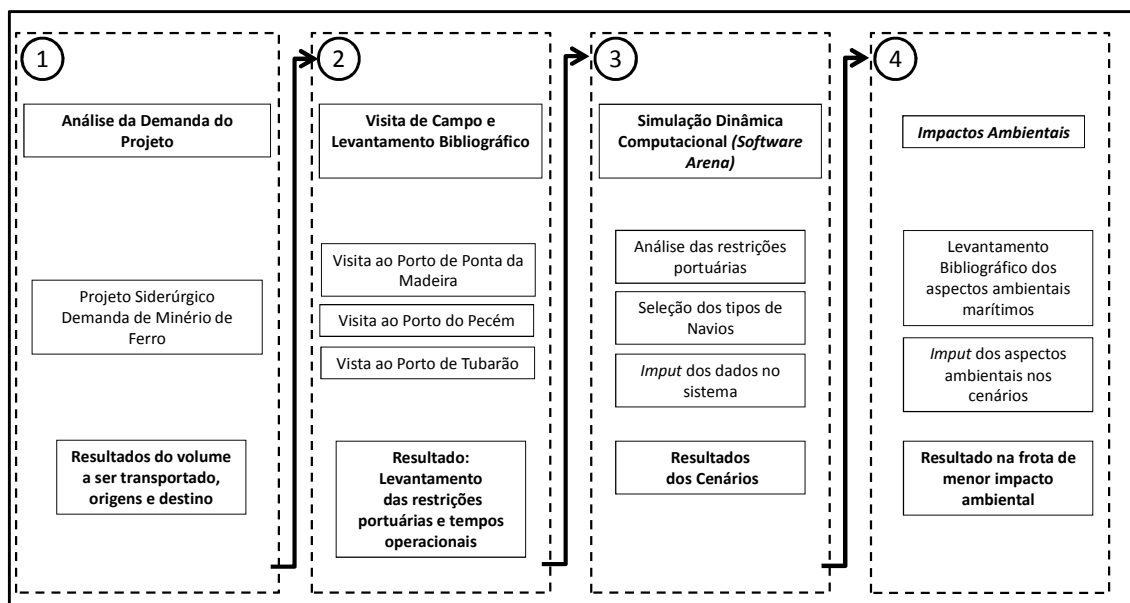 1
Análise da Demanda do
Projeto
Projeto Siderúrgico
Demanda de Minério de
Ferro
Resultados do volume
a ser transportado,
origens e destino
2
Visita de Campo e
Levantamento Bibliográfico
Visita ao Porto de Ponta da
Madeira
Visita ao Porto do Pecém
Vista ao Porto de Tubarão
Resultado:
Levantamento
das restrições
portuárias e tempos
operacionais
3
Simulação Dinâmica
Computacional (Software
Arena)
Análise das restrições
portuárias
Seleção dos tipos de
Navios
Imput dos dados no
sistema
Resultados
dos Cenários
4
Impactos Ambientais
Levantamento
Bibliográfico dos
aspectos ambientais
marítimos
Imput dos aspectos
ambientais nos
cenários
Resultado na frota de
menor impacto
ambiental